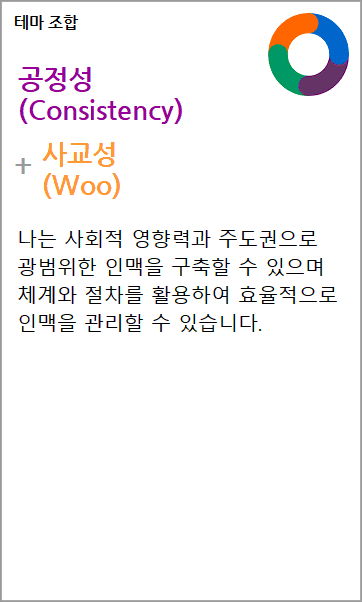 테마 조합
공정성
(Consistency)
+ 사교성
(Woo)
나는 사회적 영향력과 주도권으로
광범위한 인맥을 구축할 수 있으며
체계와 절차를 활용하여 효율적으로
인맥을 관리할 수 있습니다.